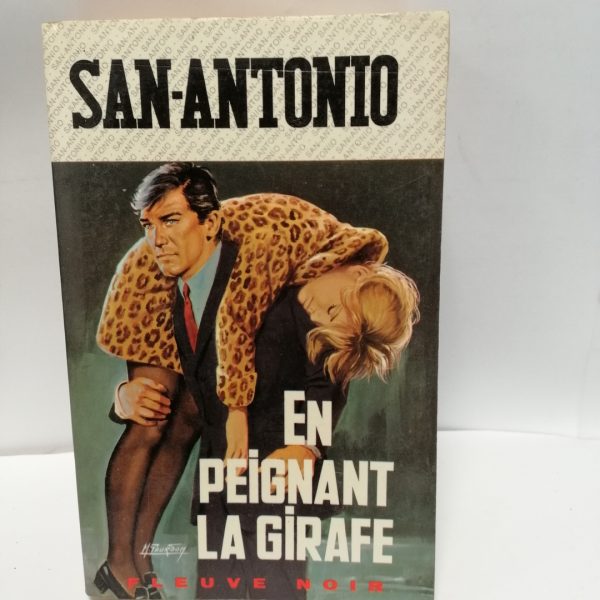 SAN-ANTONIO
EN
PEIGNANT
LA GIRAFE
FLEUVE NOIR